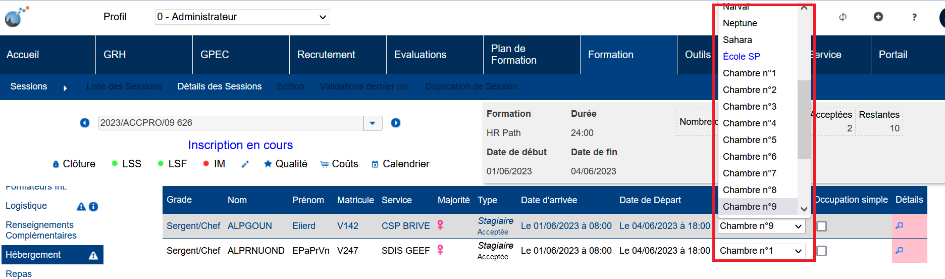 Profil 0 - Administrateur ?
Accueil GRH GPEC Recrutement Evaluations Plan de Formation Formation Outils Service Portail
Sessions Liste des Sessions Détails des Sessions Edition Validations dernier niv. Duplication de Session
2023/ACCPRO/09 626
Inscription en cours
Clôture LSS LSF IM Qualité Coûts Calendrier
Formation Durée
HR Path 24:00
Date de début Date de fin
01/06/2023 04/06/2023
Acceptées Restantes
2 10
Narval
Neptune
Sahara
École SP
Chambre n°1
Chambre n°2
Chambre n°3
Chambre n°4
Chambre n°5
Chambre n°6
Chambre n°7
Chambre n°8
Chambre n°9
Formateurs Int.
Logistique
Renseignements
Complémentaires
Hébergement
Repas
Grade Nom Prénom Matricule Service Majorité Type Date d'arrivée Date de Départ Occupation simple Détails
Sergent/Chef ALPGOUN Eiierd V142 CSP BRIVE Stagiaire Acceptée Le 01/06/2023 à 08:00 Le 04/06/2023 à 18:00 Chambre n°9
Sergent/Chef ALPRNUOND EPaPrVn V247 SDIS GEEF Stagiaire Acceptée Le 01/06/2023 à 08:00 Le 04/06/2023 à 18:00 Chambre n°1